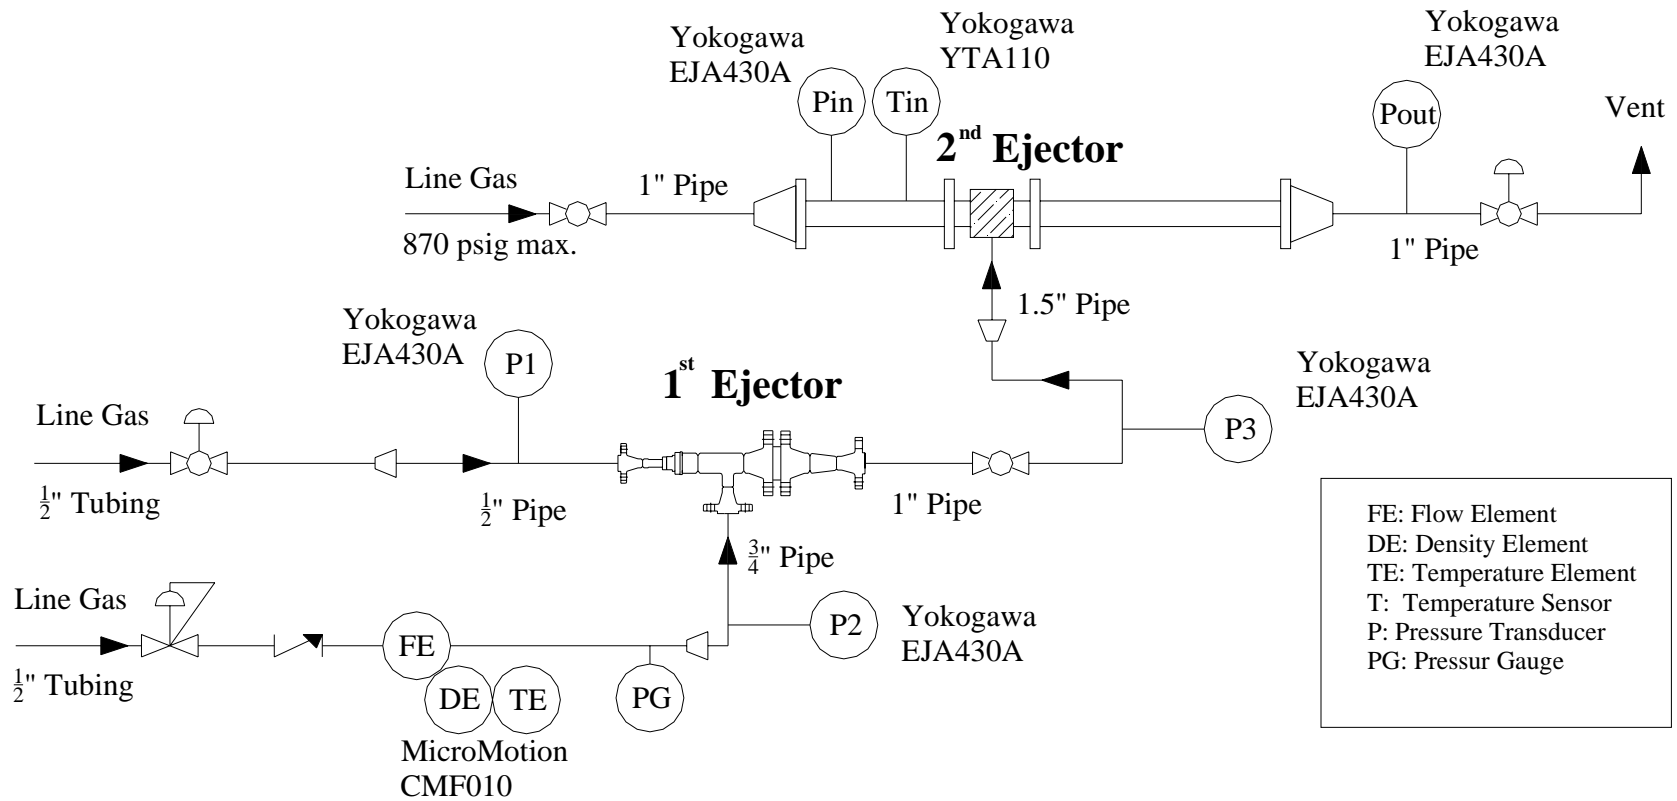 Yokogawa
EJA430A
Yokogawa
YTA110
Yokogawa
EJA430A
Pin
Tin
Pout
Vent
2nd Ejector
Line Gas
1" Pipe
870 psig max.
1" Pipe
1.5" Pipe
Yokogawa
EJA430A
P1
1st Ejector
Yokogawa
EJA430A
P3
Line Gas
½" Tubing
½" Pipe
1" Pipe
¾" Pipe
Line Gas
½" Tubing
FE
DE
TE
PG
P2
Yokogawa
EJA430A
MicroMotion
CMF010
FE: Flow Element
DE: Density Element
TE: Temperature Element
T: Temperature Sensor
P: Pressure Transducer
PG: Pressur Gauge